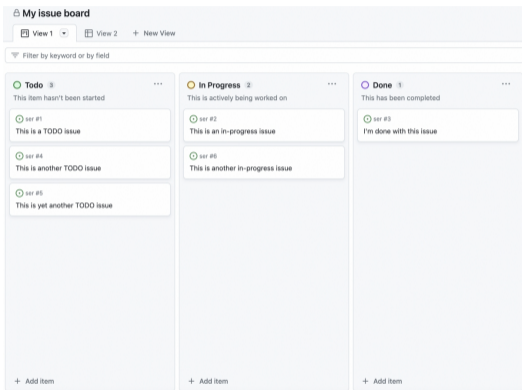 My issue board
View 1
View 2
+ New View
Filter by keyword or by field
Todo 3
This item hasn't been started
ser #1
This is a TODO issue
ser #4
This is another TODO issue
ser #5
This is yet another TODO issue
+ Add item
In Progress 2
This is actively being worked on
ser #2
This is an in-progress issue
ser #6
This is another in-progress issue
+ Add item
Done 1
This has been completed
ser #3
I'm done with this issue
+ Add item